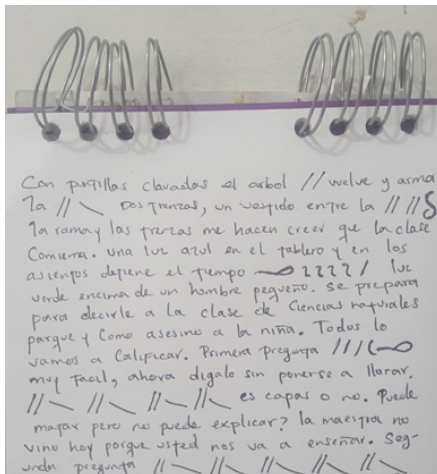 Con puntillas clavadas el arbol // vuelve y arma
la // \ Dos trenzas, un vestido entre la // // S
la rama y las trenzas me hacen creer que la clase
Comienza. Una luz azul en el tablero y en los
asientos detiene el tiempo luz
verde encima de un hombre pequeño. Se prepara
para decirle a la clase de Ciencias naturales
parque y Como asesino a la niña. Todos lo
vamos a Calificar. Primera pregunta ///
muy facil, ahora digalo sin ponerse a llorar.
// \ // \ // \ // \ es capas o no. Puede
matar pero no puede explicar? la maestra no
vino hoy porque usted nos va a enseñar. Seg-
unda pregunta // \ // \ // \ // \ // \